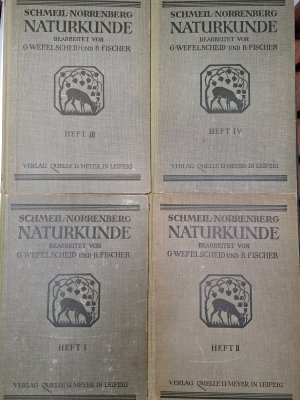 SCHMEIL-NORRENBERG
NATURKUNDE
BEARBEITET VON
G·WEFELSCHEID UND R·FISCHER
HEFT III
VERLAG QUELLE U·MEYER IN LEIPZIG
SCHMEIL-NORRENBERG
NATURKUNDE
BEARBEITET VON
G·WEFELSCHEID UND R·FISCHER
HEFT IV
VERLAG QUELLE U·MEYER IN LEIPZIG
SCHMEIL-NORRENBERG
NATURKUNDE
BEARBEITET VON
G·WEFELSCHEID UND R·FISCHER
HEFT I
VERLAG QUELLE U·MEYER IN LEIPZIG
SCHMEIL-NORRENBERG
NATURKUNDE
BEARBEITET VON
G·WEFELSCHEID UND R·FISCHER
HEFT II
VERLAG QUELLE U·MEYER IN LEIPZIG